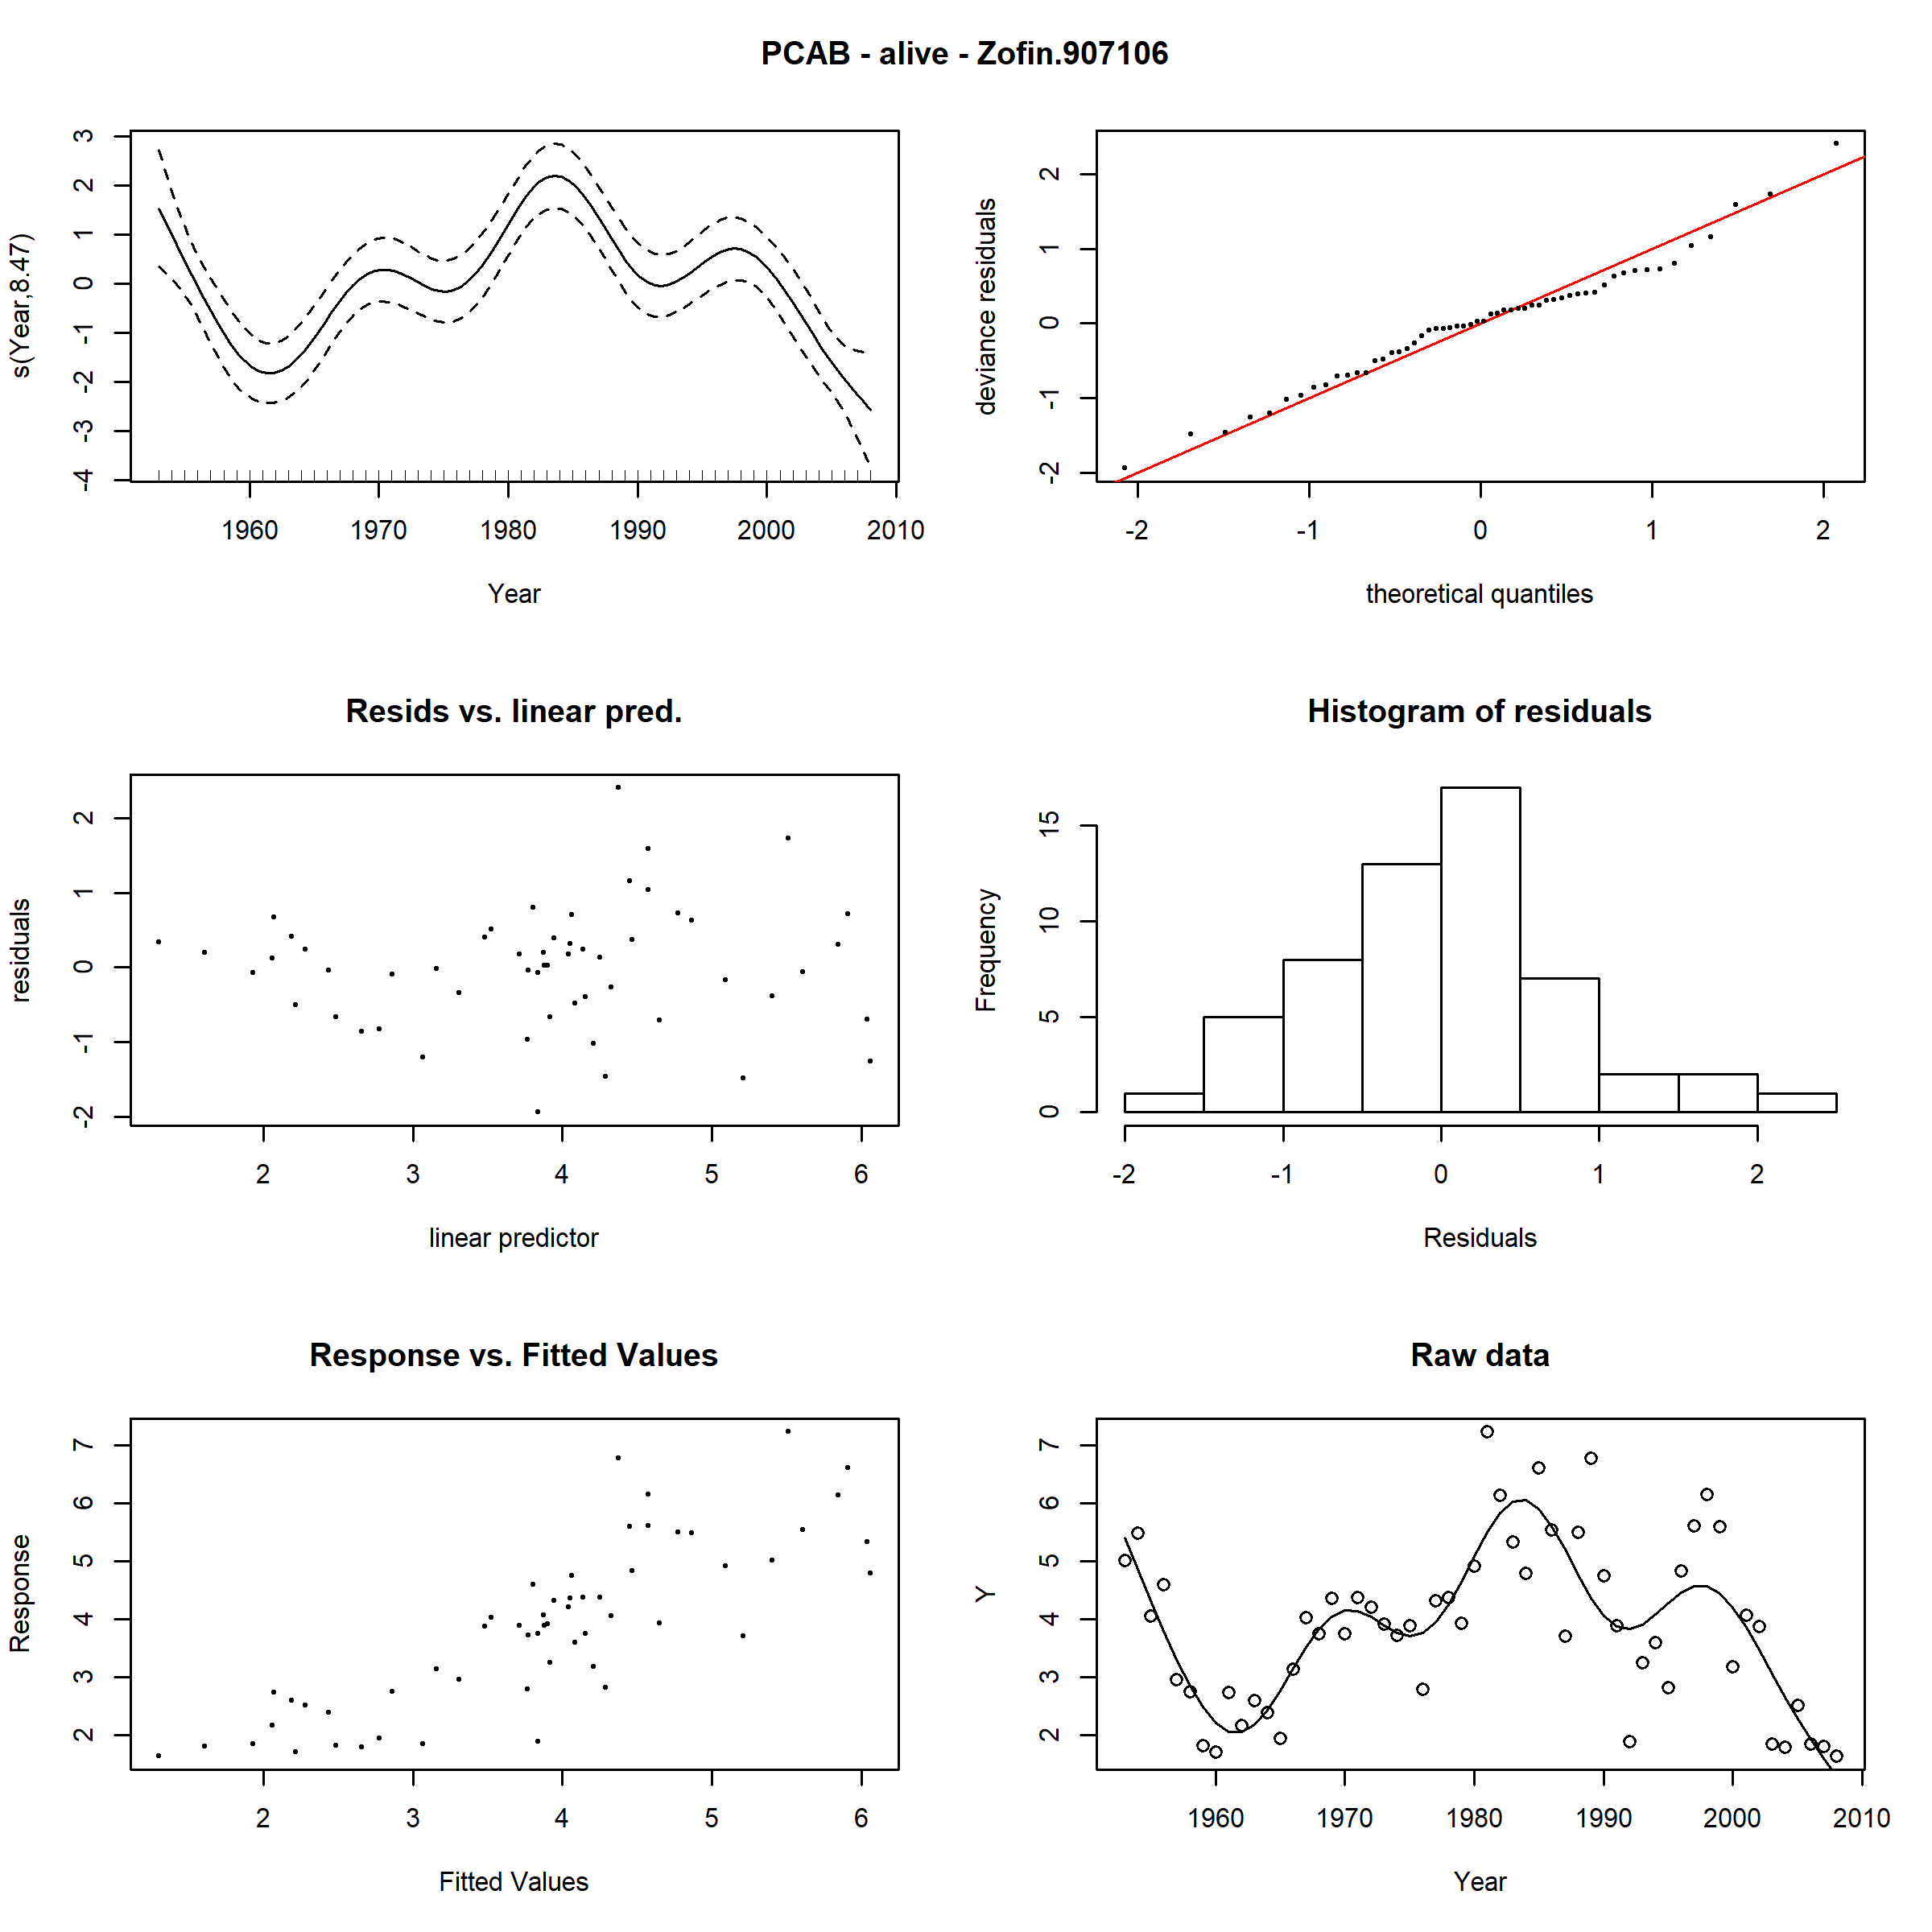 PCAB - alive - Zofin.907106
s(Year,8.47)
3
2
1
0
-1
-2
-3
-4
1960 1970 1980 1990 2000 2010
Year
deviance residuals
2
1
0
-1
-2
-2 -1 0 1 2
theoretical quantiles
Resids vs. linear pred.
residuals
2
1
0
-1
-2
2 3 4 5 6
linear predictor
Histogram of residuals
Frequency
15
10
5
0
-2 -1 0 1 2
Residuals
Response vs. Fitted Values
Response
7
6
5
4
3
2
2 3 4 5 6
Fitted Values
Raw data
Y
7
6
5
4
3
2
1960 1970 1980 1990 2000 2010
Year